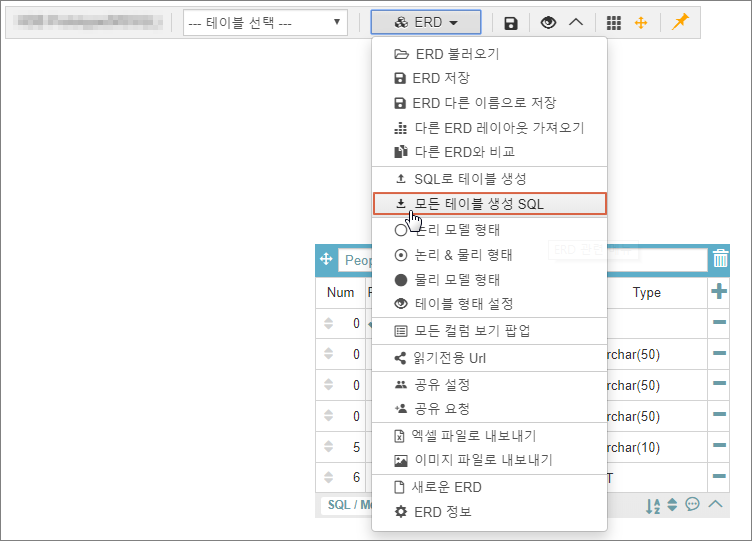 --- 테이블 선택 ---
ERD
ERD 불러오기
ERD 저장
ERD 다른 이름으로 저장
다른 ERD 레이아웃 가져오기
다른 ERD와 비교
SQL로 테이블 생성
모든 테이블 생성 SQL
논리 모델 형태
논리 & 물리 형태
물리 모델 형태
테이블 형태 설정
모든 컬럼 보기 팝업
읽기전용 Url
공유 설정
공유 요청
엑셀 파일로 내보내기
이미지 파일로 내보내기
새로운 ERD
ERD 정보
Peop
Num
Type
0
0
rchar(50)
0
rchar(50)
0
rchar(50)
5
rchar(10)
6
T
SQL / Me